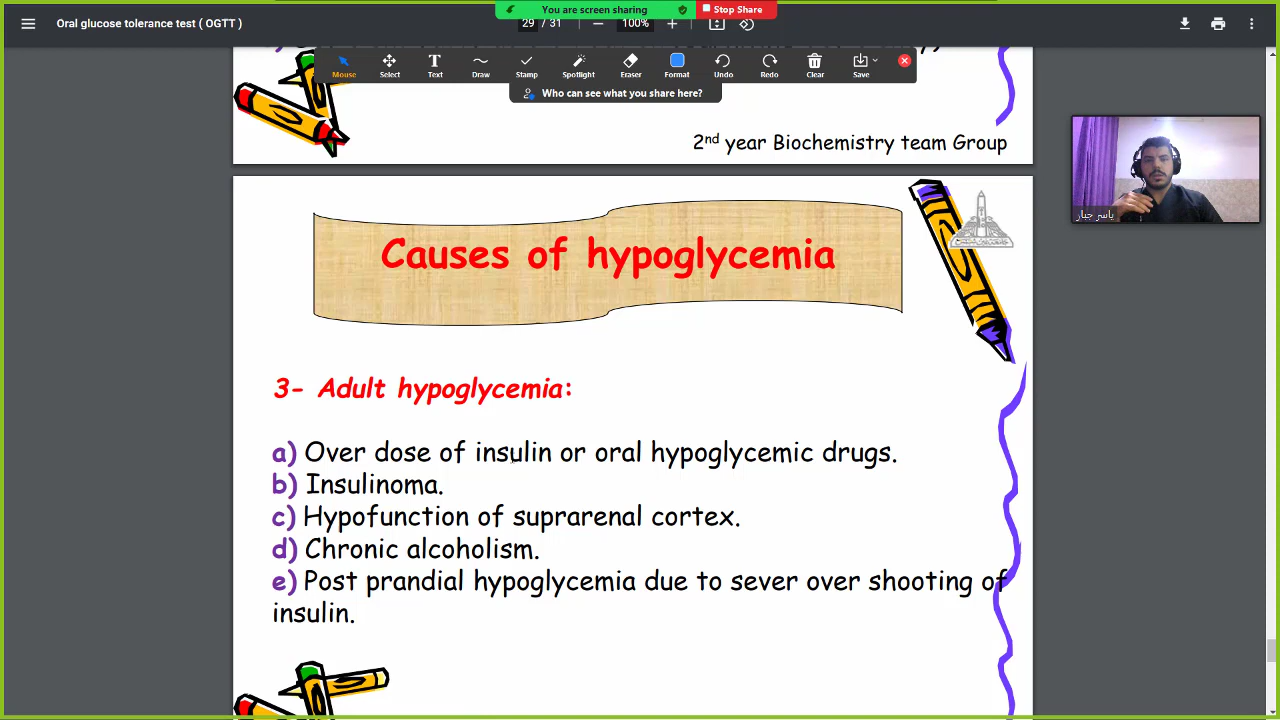 Oral glucose tolerance test ( OGTT )
You are screen sharing
Stop Share
29 / 31
100%
Mouse
Select
Text
Draw
Stamp
Spotlight
Eraser
Format
Undo
Redo
Clear
Save
Who can see what you share here?
2nd year Biochemistry team Group
ياسر جبار
Causes of hypoglycemia
3- Adult hypoglycemia:
a) Over dose of insulin or oral hypoglycemic drugs.
b) Insulinoma.
c) Hypofunction of suprarenal cortex.
d) Chronic alcoholism.
e) Post prandial hypoglycemia due to sever over shooting of
insulin.